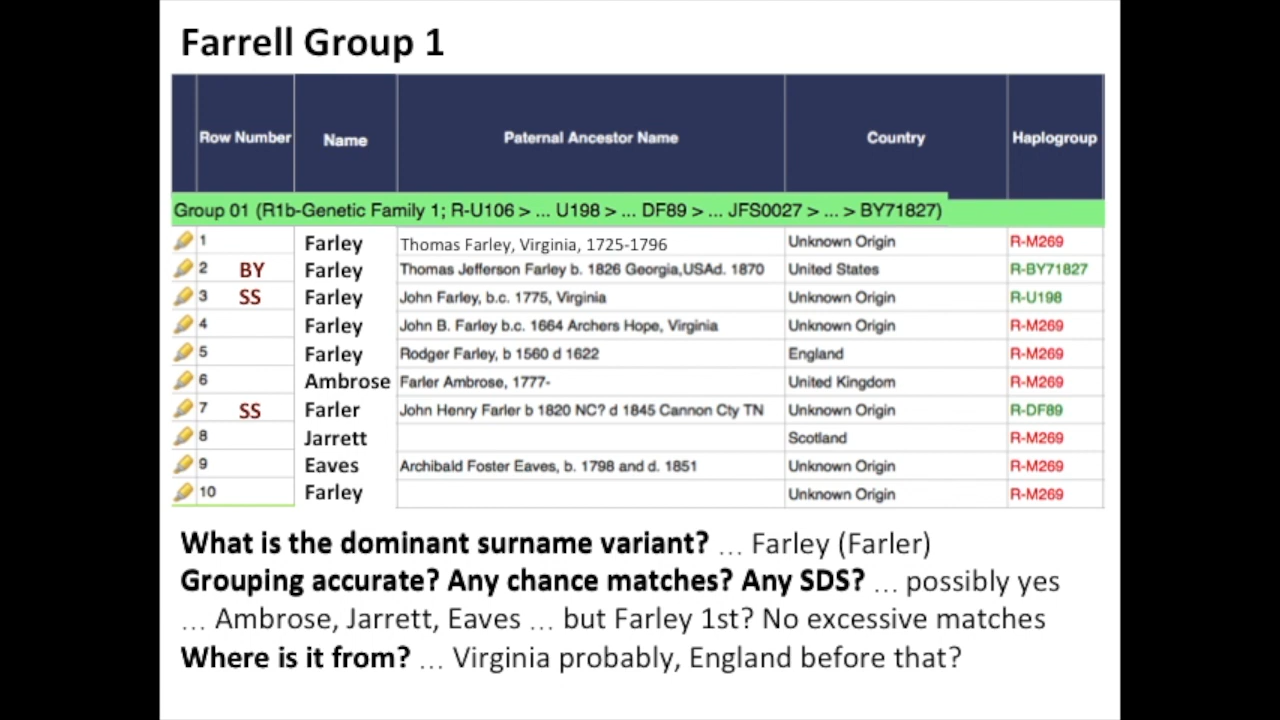 Farrell Group 1
Row Number Name Paternal Ancestor Name Country Haplogroup
Group 01 (R1b-Genetic Family 1; R-U106 > ... U198 > ... DF89 > ... JFS0027 > ... > BY71827)
1 Farley Thomas Farley, Virginia, 1725-1796 Unknown Origin R-M269
2 BY Farley Thomas Jefferson Farley b. 1826 Georgia,USAd. 1870 United States R-BY71827
3 SS Farley John Farley, b.c. 1775, Virginia Unknown Origin R-U198
4 Farley John B. Farley b.c. 1664 Archers Hope, Virginia Unknown Origin R-M269
5 Farley Rodger Farley, b 1560 d 1622 England R-M269
6 Ambrose Farler Ambrose, 1777- United Kingdom R-M269
7 SS Farler John Henry Farler b 1820 NC? d 1845 Cannon Cty TN Unknown Origin R-DF89
8 Jarrett Scotland R-M269
9 Eaves Archibald Foster Eaves, b. 1798 and d. 1851 Unknown Origin R-M269
10 Farley Unknown Origin R-M269
What is the dominant surname variant? ... Farley (Farler)
Grouping accurate? Any chance matches? Any SDS? ... possibly yes
... Ambrose, Jarrett, Eaves ... but Farley 1st? No excessive matches
Where is it from? ... Virginia probably, England before that?